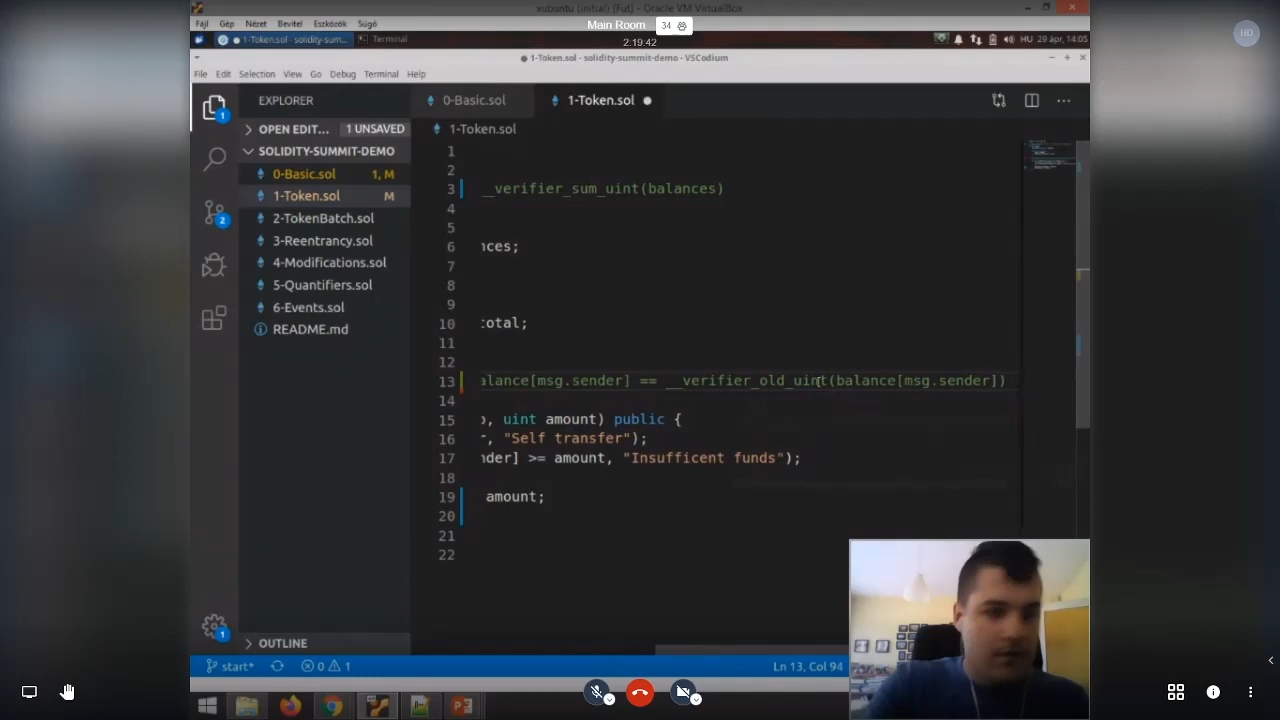 xubuntu (initial) [Fut] - Oracle VM VirtualBox
Fájl Gép Nézet Bevitel Eszközök Súgó
Main Room 34
2:19:42
HD
1-Token.sol - solidity-sum... Terminal
HU 29 ápr, 14:05
1-Token.sol - solidity-summit-demo - VSCodium
File Edit Selection View Go Debug Terminal Help
EXPLORER
0-Basic.sol
1-Token.sol
OPEN EDIT... 1 UNSAVED
1-Token.sol
SOLIDITY-SUMMIT-DEMO
0-Basic.sol 1, M
1-Token.sol M
2-TokenBatch.sol
3-Reentrancy.sol
4-Modifications.sol
5-Quantifiers.sol
6-Events.sol
README.md
OUTLINE
1
2
1
1
2
3 __verifier_sum_uint(balances)
4
5
6 nces;
7
8
9
10 total;
11
12
13 alance[msg.sender] == __verifier_old_uint(balance[msg.sender])
14
15 , uint amount) public {
16 r, "Self transfer");
17 nder] >= amount, "Insufficent funds");
18
19 amount;
20
21
22
start* 0 1 Ln 13, Col 94